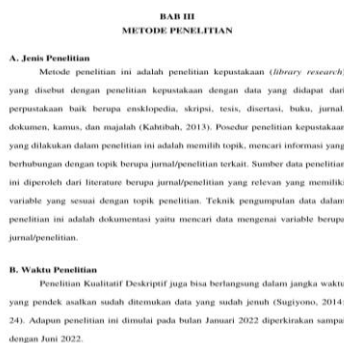 BAB III
METODE PENELITIAN
A. Jenis Penelitian
Metode penelitian ini adalah penelitian kepustakaan (library research)
yang disebut dengan penelitian kepustakaan dengan data yang didapat dari
perpustakaan baik berupa ensklopedia, skripsi, tesis, disertasi, buku, jurnal,
dokumen, kamus, dan majalah (Kahtibah, 2013). Posedur penelitian kepustakaan
yang dilakukan dalam penelitian ini adalah memilih topik, mencari informasi yang
berhubungan dengan topik berupa jurnal/penelitian terkait. Sumber data penelitian
ini diperoleh dari literature berupa jurnal/penelitian yang relevan yang memiliki
variable yang sesuai dengan topik penelitian. Teknik pengumpulan data dalam
penelitian ini adalah dokumentasi yaitu mencari data mengenai variable berupa
jurnal/penelitian.
B. Waktu Penelitian
Penelitian Kualitatif Deskriptif juga bisa berlangsung dalam jangka waktu
yang pendek asalkan sudah ditemukan data yang sudah jenuh (Sugiyono, 2014:
24). Adapun penelitian ini dimulai pada bulan Januari 2022 diperkirakan sampai
dengan Juni 2022.